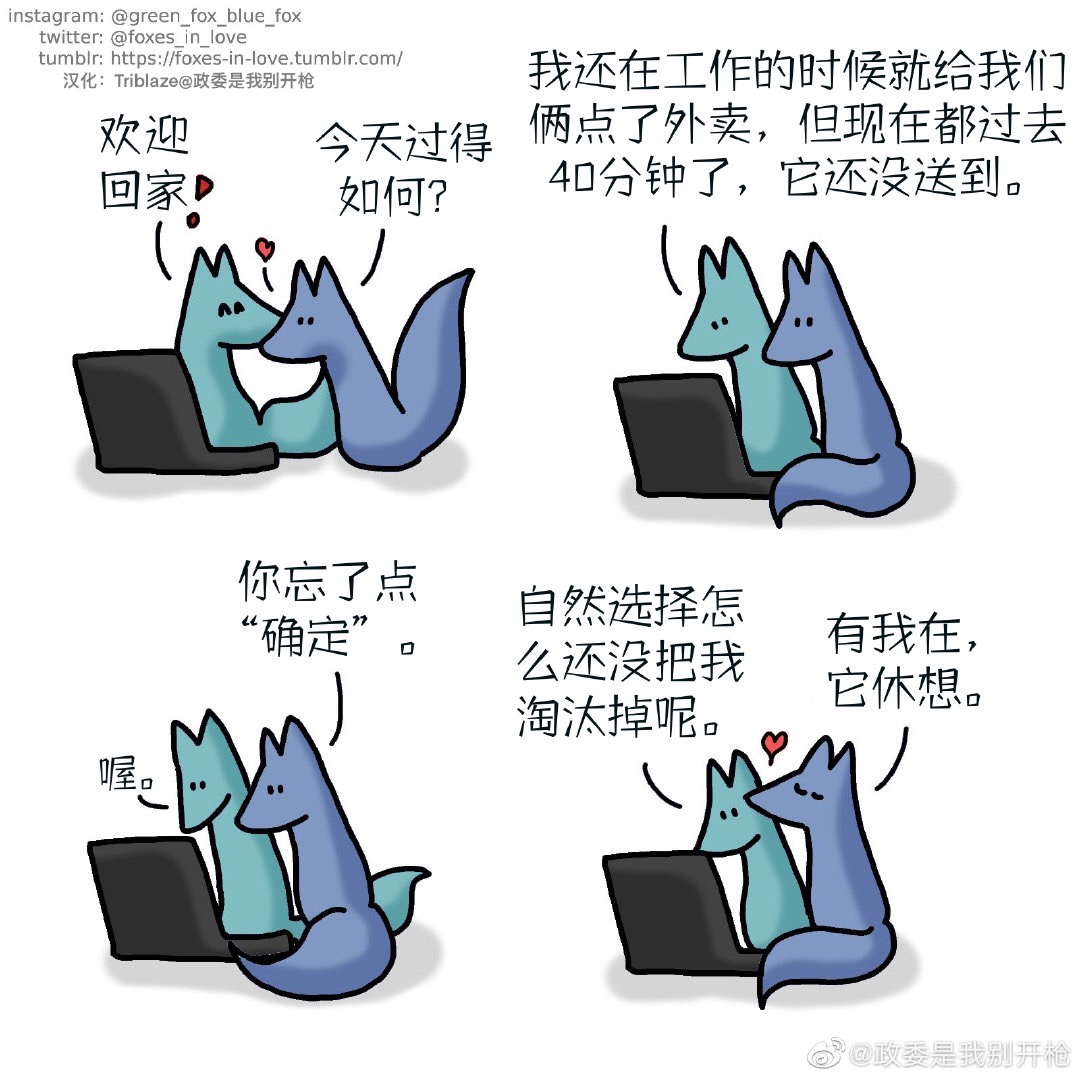 instagram: @green_fox_blue_fox
twitter: @foxes_in_love
tumblr: https://foxes-in-love.tumblr.com/
汉化：Triblaze@政委是我别开枪
欢迎
回家!
今天过得
如何?
我还在工作的时候就给我们
俩点了外卖，但现在都过去
40分钟了，它还没送到。
你忘了点
“确定”。
喔。
自然选择怎
么还没把我
淘汰掉呢。
有我在，
它休想。
@政委是我别开枪